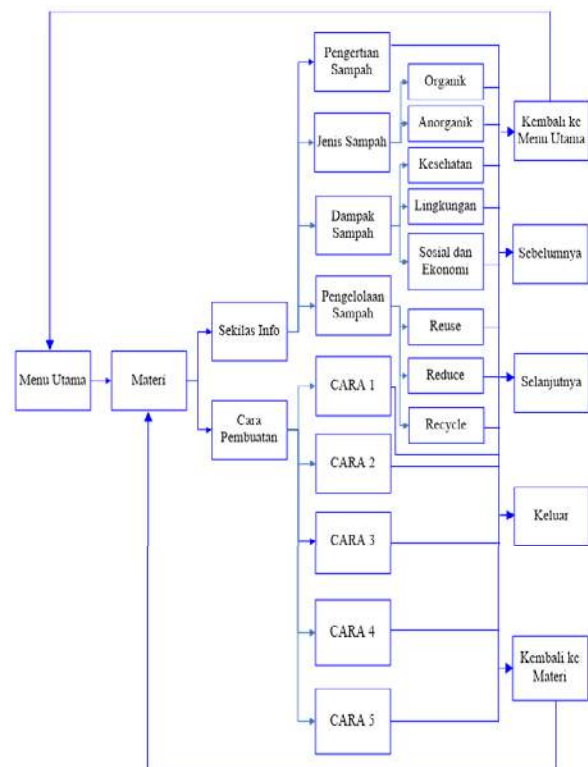 Menu Utama
Materi
Sekilas Info
Cara
Pembuatan
Pengertian
Sampah
Jenis Sampah
Dampak
Sampah
Pengelolaan
Sampah
CARA 1
CARA 2
CARA 3
CARA 4
CARA 5
Organik
Anorganik
Kesehatan
Lingkungan
Sosial dan
Ekonomi
Reuse
Reduce
Recycle
Kembali ke
Menu Utama
Sebelumnya
Selanjutnya
Keluar
Kembali ke
Materi